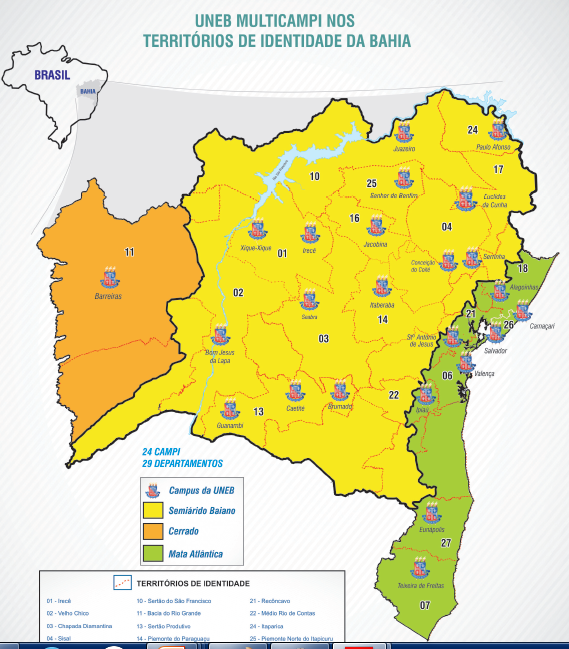 UNEB MULTICAMPI NOS
TERRITÓRIOS DE IDENTIDADE DA BAHIA
BRASIL
BAHIA
24
Juazeiro
Paulo Afonso
10
25
17
Senhor do Bonfim
Euclides
da Cunha
16
04
Xique-Xique
Irecê
Jacobina
11
01
Conceição
do Coité
Serrinha
18
Barreiras
02
Itaberaba
Alagoinhas
Seabra
14
21
26
Camaçari
03
Stº Antônio
de Jesus
Salvador
Bom Jesus
da Lapa
06
Valença
22
Ipiaú
Caetité
Brumado
13
Guanambi
24 CAMPI
29 DEPARTAMENTOS
Campus da UNEB
Semiárido Baiano
Cerrado
Mata Atlântica
Eunápolis
27
Teixeira de Freitas
07
TERRITÓRIOS DE IDENTIDADE
01 - Irecê
10 - Sertão do São Francisco
21 - Recôncavo
02 - Velho Chico
11 - Bacia do Rio Grande
22 - Médio Rio de Contas
03 - Chapada Diamantina
13 - Sertão Produtivo
24 - Itaparica
04 - Sisal
14 - Piemonte do Paraguaçu
25 - Piemonte Norte do Itapicuru